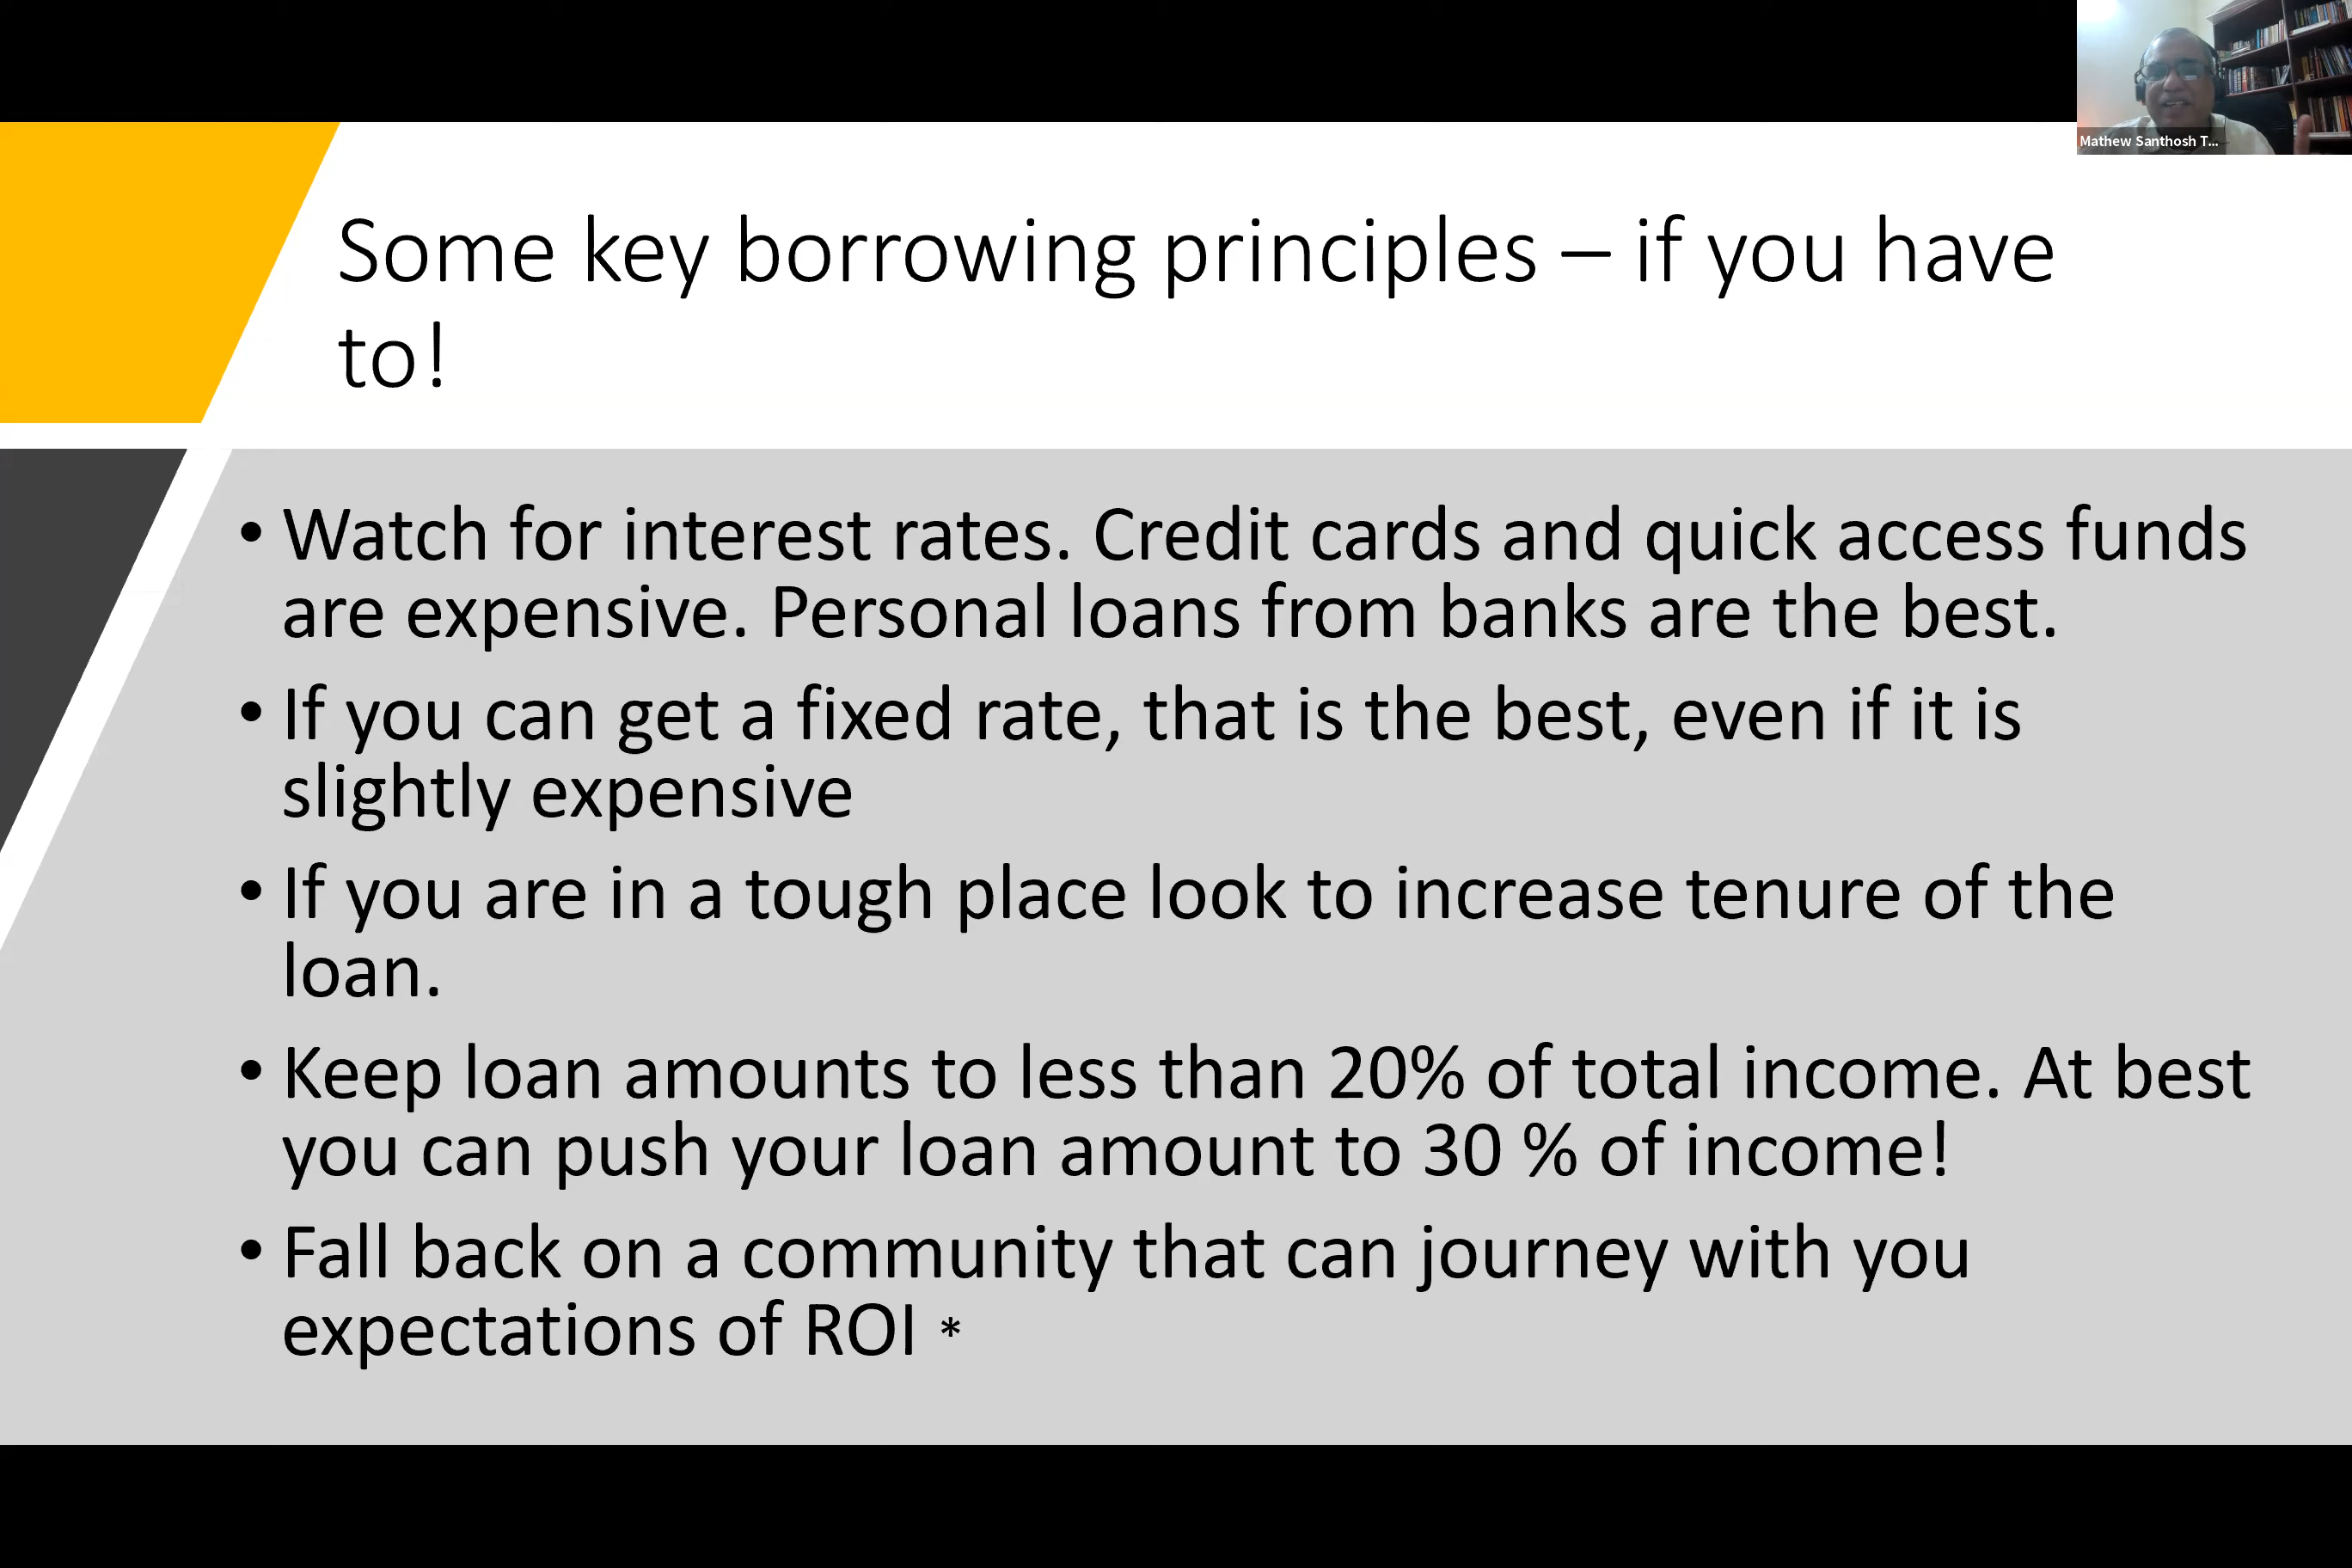 Mathew Santhosh T...
Some key borrowing principles – if you have
to!
• Watch for interest rates. Credit cards and quick access funds
are expensive. Personal loans from banks are the best.
• If you can get a fixed rate, that is the best, even if it is
slightly expensive
• If you are in a tough place look to increase tenure of the
loan.
• Keep loan amounts to less than 20% of total income. At best
you can push your loan amount to 30 % of income!
• Fall back on a community that can journey with you
expectations of ROI *